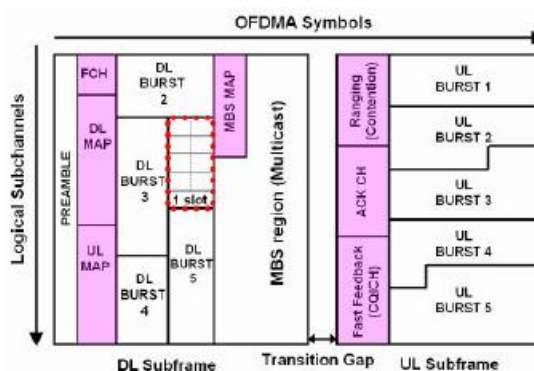 OFDMA Symbols
Logical Subchannels
PREAMBLE
FCH
DL
MAP
UL
MAP
DL
BURST
2
DL
BURST
3
DL
BURST
4
1 slot
DL
BURST
5
MBS MAP
MBS region (Multicast)
Ranging
(Contention)
ACK CH
Fast Feedback
(CQICH)
UL
BURST 1
UL
BURST 2
UL
BURST 3
UL
BURST 4
UL
BURST 5
DL Subframe
Transition Gap
UL Subframe